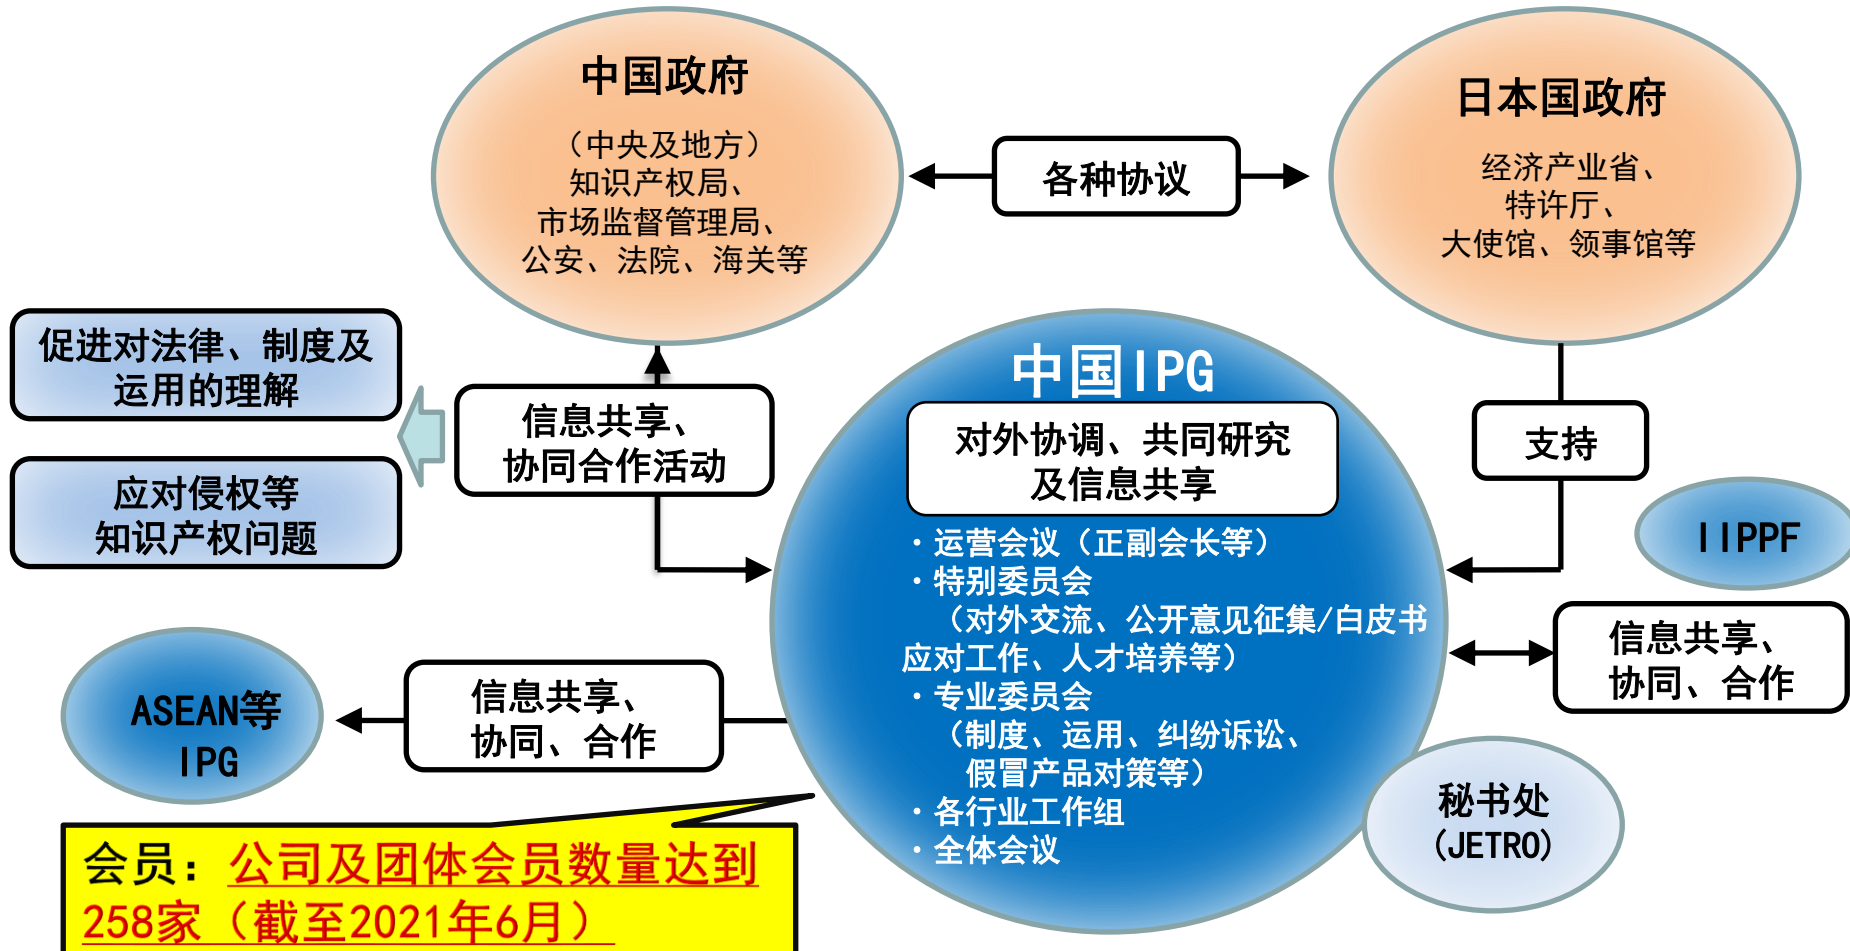 中国政府
（中央及地方）
知识产权局、
市场监督管理局、
公安、法院、海关等
各种协议
日本国政府
经济产业省、
特许厅、
大使馆、领事馆等
促进对法律、制度及
运用的理解
应对侵权等
知识产权问题
信息共享、
协同合作活动
中国IPG
对外协调、共同研究
及信息共享
・运营会议（正副会长等）
・特别委员会
（对外交流、公开意见征集/白皮书
应对工作、人才培养等）
・专业委员会
（制度、运用、纠纷诉讼、
假冒产品对策等）
・各行业工作组
・全体会议
支持
IIPPF
信息共享、
协同、合作
ASEAN等
IPG
信息共享、
协同、合作
秘书处
(JETRO)
会员：公司及团体会员数量达到
258家（截至2021年6月）